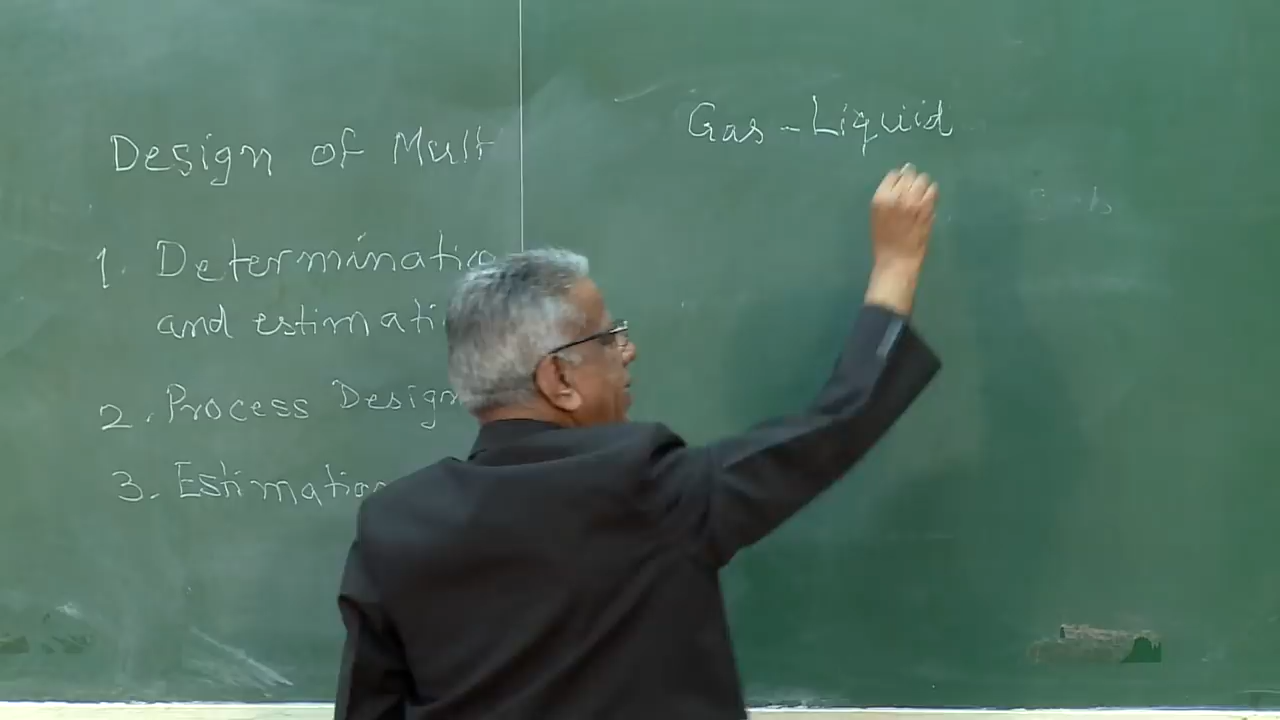 Design of Mult
1. Determinatio
and estimati
2. Process Design
3. Estimation
Gas - Liquid